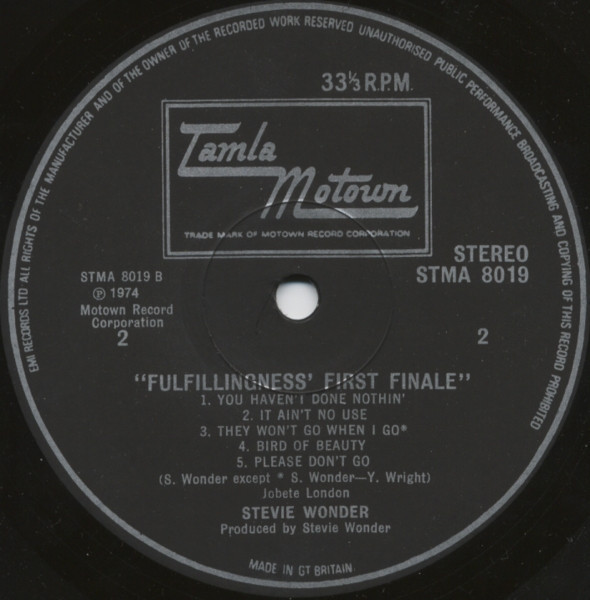 EMI RECORDS LTD ALL RIGHTS OF THE MANUFACTURER AND OF THE OWNER OF THE RECORDED WORK RESERVED UNAUTHORISED PUBLIC PERFORMANCE BROADCASTING AND COPYING OF THIS RECORD PROHIBITED
33⅓ R.P.M.
Tamla
Motown
TRADE MARK OF MOTOWN RECORD CORPORATION
STEREO
STMA 8019
STMA 8019 B
Ⓟ 1974
Motown Record
Corporation
2
2
"FULFILLINGNESS' FIRST FINALE"
1. YOU HAVEN'T DONE NOTHIN'
2. IT AIN'T NO USE
3. THEY WON'T GO WHEN I GO*
4. BIRD OF BEAUTY
5. PLEASE DON'T GO
(S. Wonder except * S. Wonder—Y. Wright)
Jobete London
STEVIE WONDER
Produced by Stevie Wonder
MADE IN GT BRITAIN